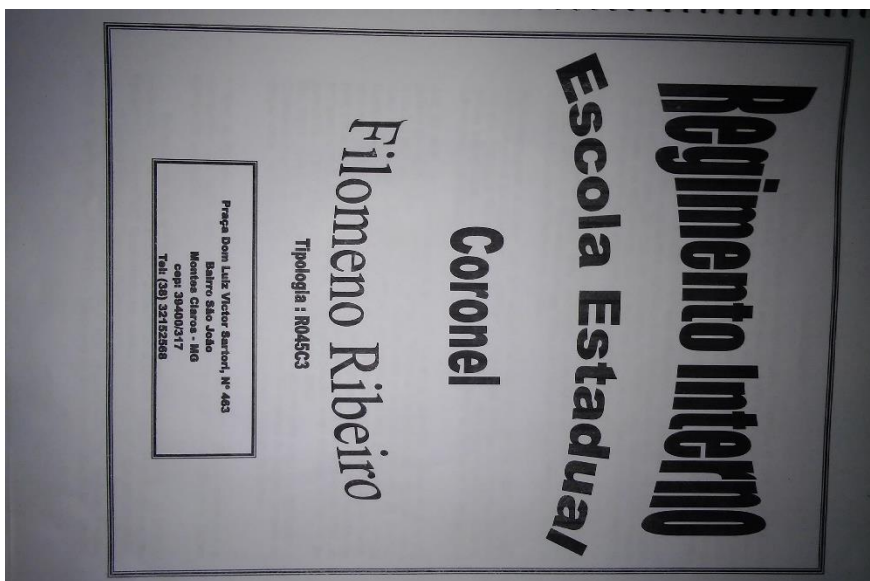 Regimento Interno
Escola Estadual
Coronel
Filomeno Ribeiro
Tipologia : R045C3
Praça Dom Luiz Victor Sartori, Nº 463
Bairro São João
Montes Claros - MG
cep: 39400/317
Tel: (38) 32152568